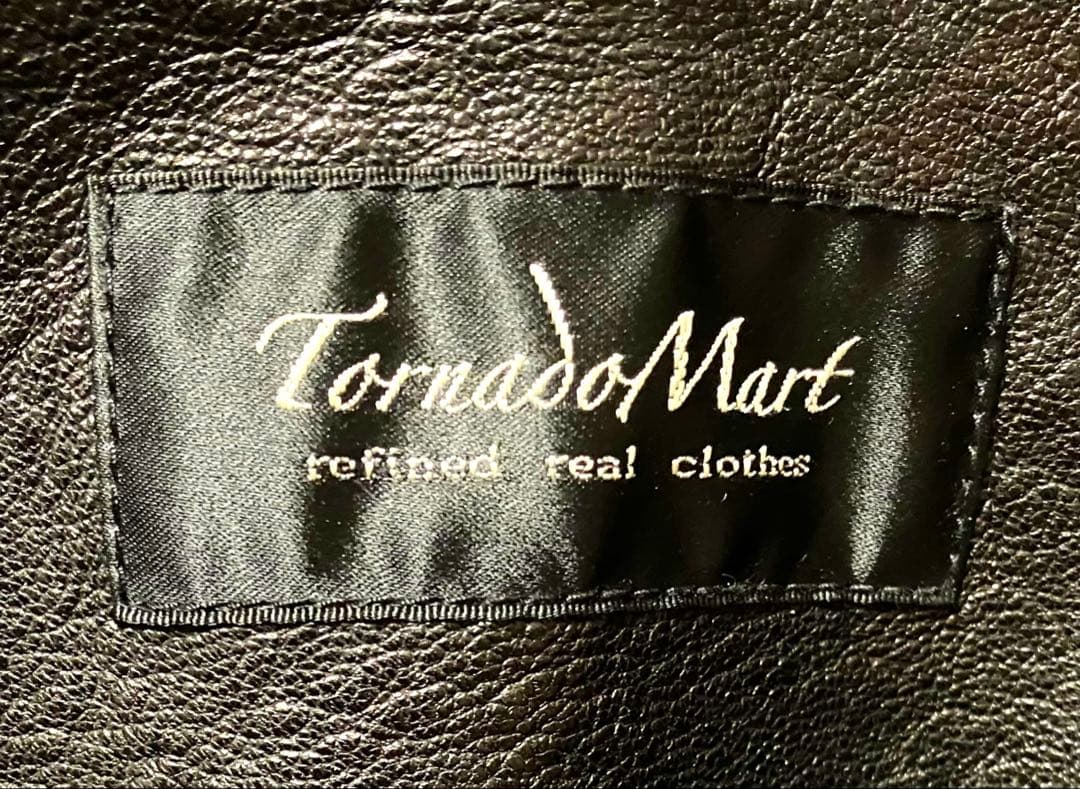 TornadoMart
refined real clothes